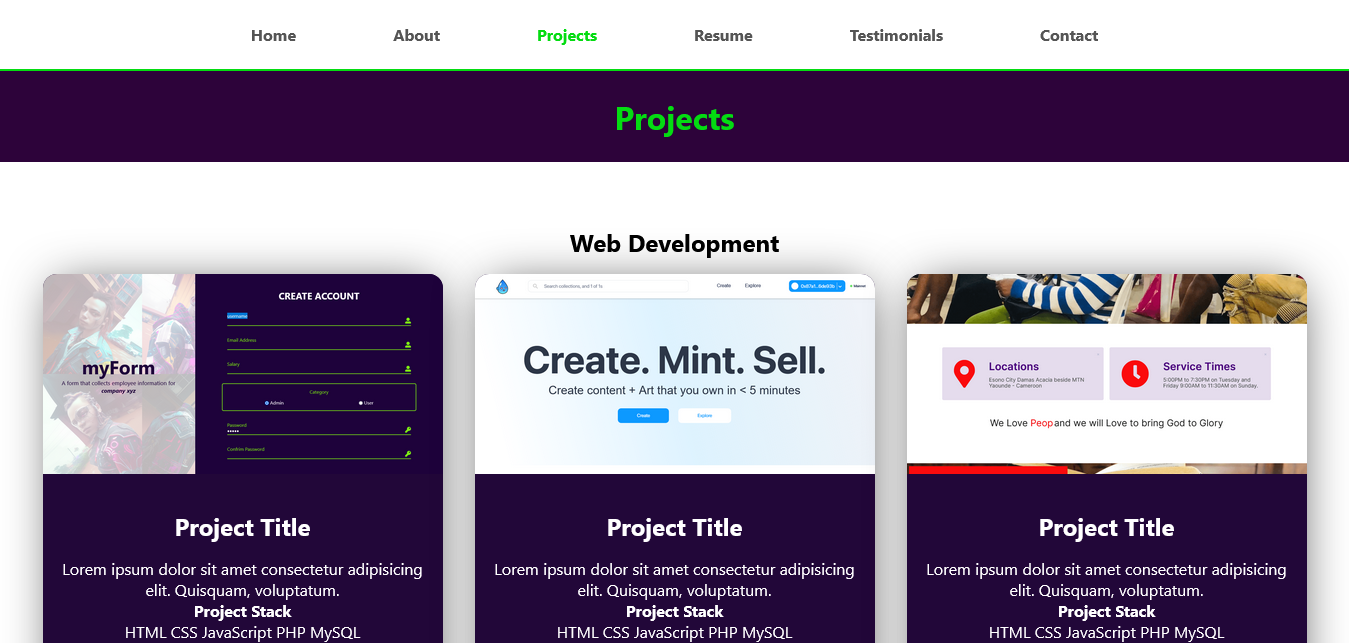 Home About Projects Resume Testimonials Contact
Projects
Web Development
myForm
A form that collects employee information for
company xyz
CREATE ACCOUNT
username
Email Address
Salary
Category
Admin User
Password
Confrim Password
Search collections, and 1 of 1s
Create Explore
Create. Mint. Sell.
Create content + Art that you own in < 5 minutes
Create Explore
Locations
Esono City Damas Acacia beside MTN
Yaounde - Cameroon
Service Times
5:00PM to 7:30PM on Tuesday and
Friday 9:00AM to 11:30AM on Sunday.
We Love Peop and we will Love to bring God to Glory
Project Title
Lorem ipsum dolor sit amet consectetur adipisicing
elit. Quisquam, voluptatum.
Project Stack
HTML CSS JavaScript PHP MySQL
Project Title
Lorem ipsum dolor sit amet consectetur adipisicing
elit. Quisquam, voluptatum.
Project Stack
HTML CSS JavaScript PHP MySQL
Project Title
Lorem ipsum dolor sit amet consectetur adipisicing
elit. Quisquam, voluptatum.
Project Stack
HTML CSS JavaScript PHP MySQL